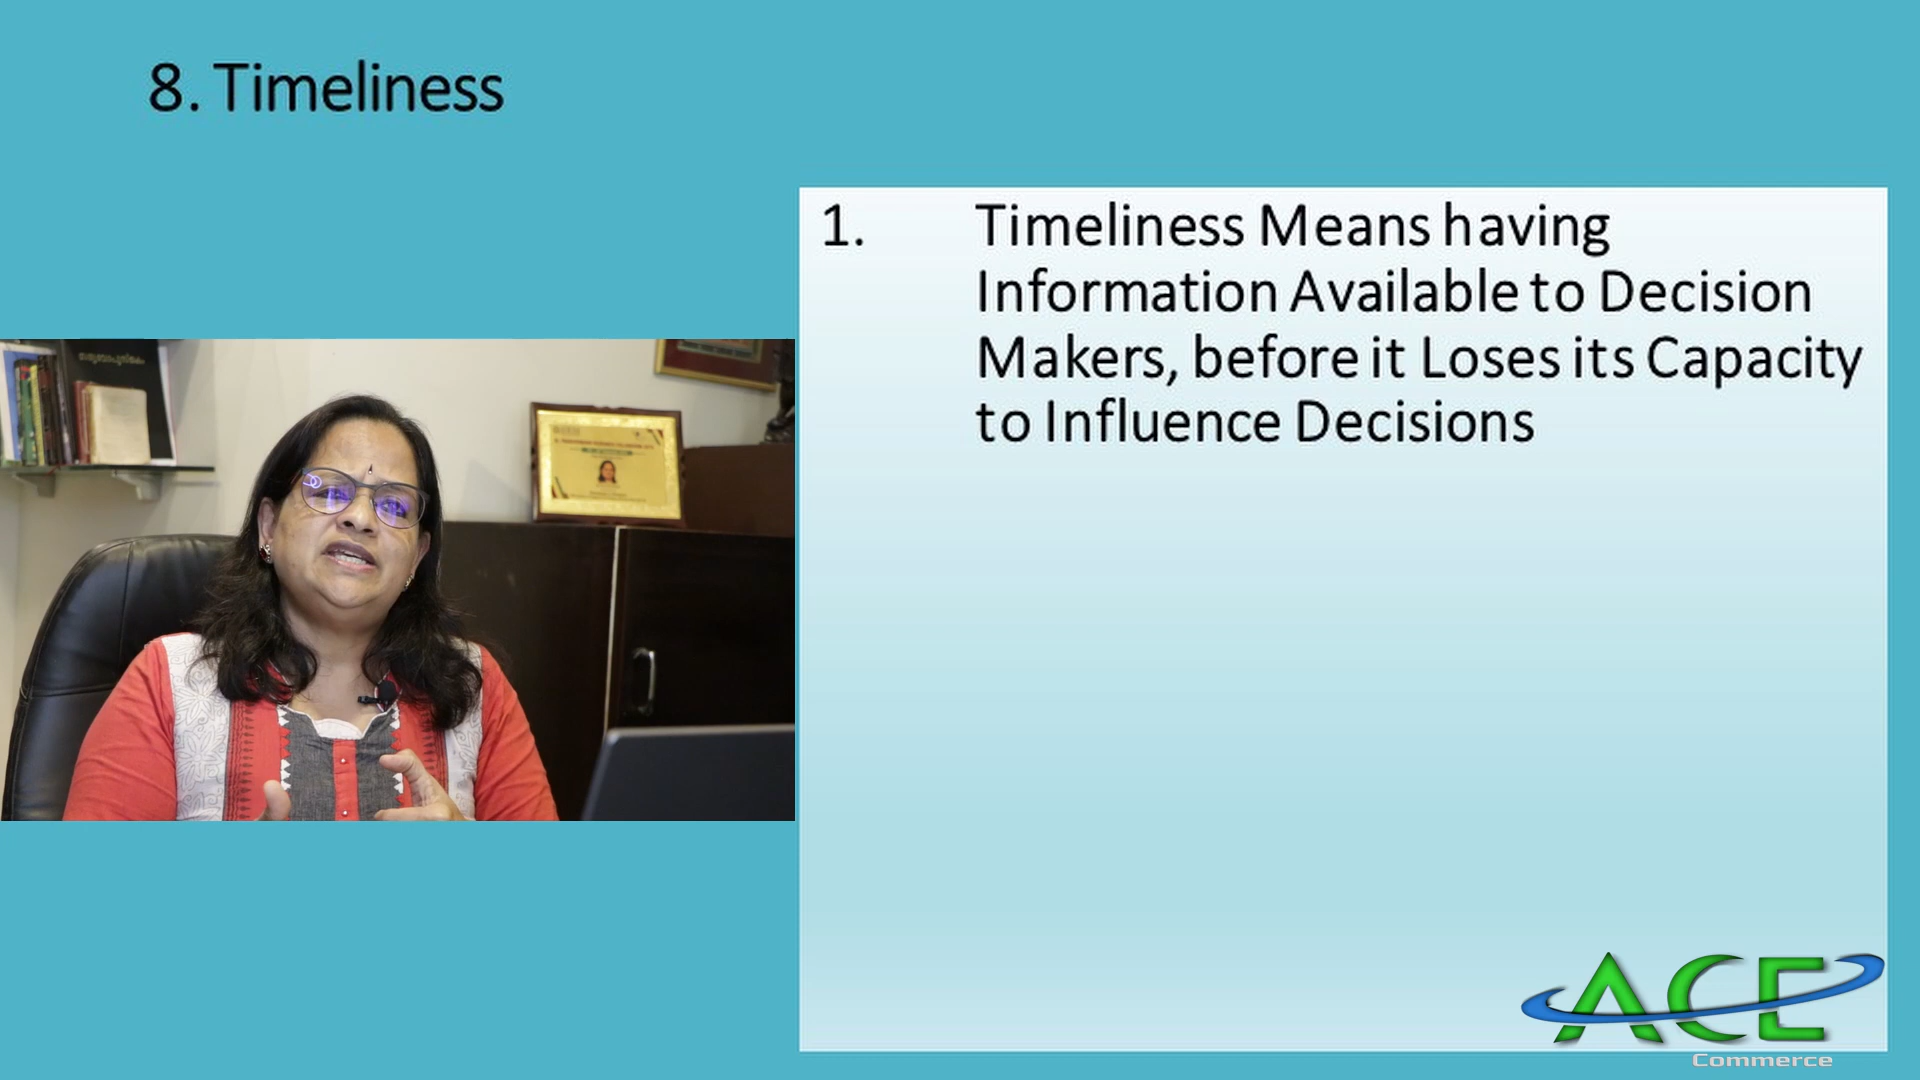 8. Timeliness
1. Timeliness Means having
Information Available to Decision
Makers, before it Loses its Capacity
to Influence Decisions
ACE
Commerce